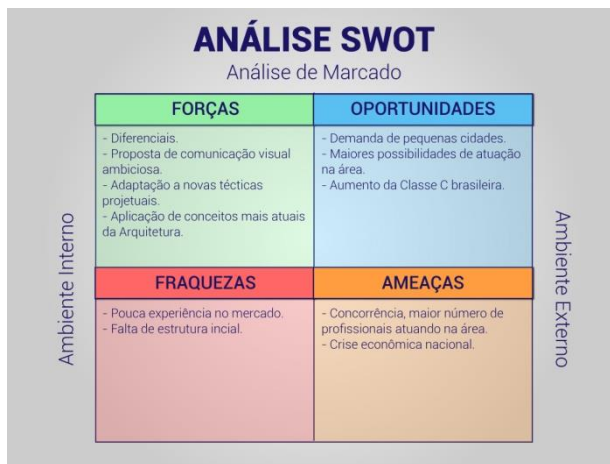 ANÁLISE SWOT
Análise de Marcado
FORÇAS
- Diferenciais.
- Proposta de comunicação visual
ambiciosa.
- Adaptação a novas técticas
projetuais.
- Aplicação de conceitos mais atuais
da Arquitetura.
OPORTUNIDADES
- Demanda de pequenas cidades.
- Maiores possibilidades de atuação
na área.
- Aumento da Classe C brasileira.
Ambiente Interno
FRAQUEZAS
- Pouca experiência no mercado.
- Falta de estrutura incial.
AMEAÇAS
- Concorrência, maior número de
profissionais atuando na área.
- Crise econômica nacional.
Ambiente Externo